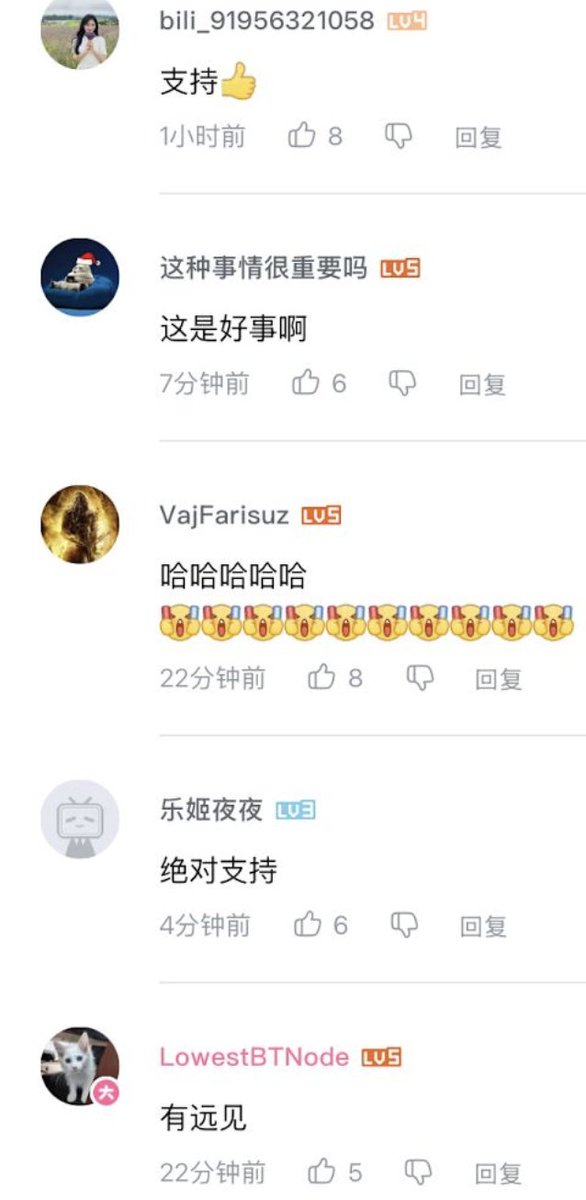 bili_91956321058 LV4
支持👍
1小时前 8 回复
这种事情很重要吗 LV5
这是好事啊
7分钟前 6 回复
VajFarisuz LV5
哈哈哈哈哈
22分钟前 8 回复
乐姬夜夜 LV3
绝对支持
4分钟前 6 回复
LowestBTNode LV5
大
有远见
22分钟前 5 回复